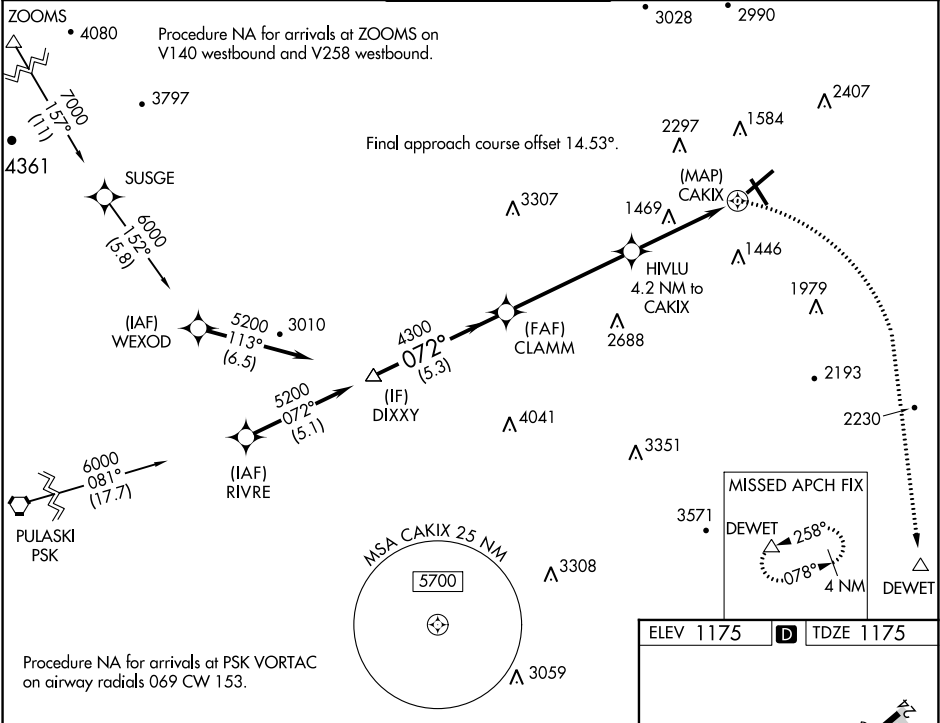 ZOOMS
4080
Procedure NA for arrivals at ZOOMS on
V140 westbound and V258 westbound.
3028
2990
7000
157°
(11)
3797
2407
4361
Final approach course offset 14.53°.
2297
1584
SUSGE
(MAP)
CAKIX
6000
152°
(5.8)
3307
1469
HIVLU
4.2 NM to
CAKIX
1446
1979
(IAF)
WEXOD
5200
113°
(6.5)
3010
4300
072°
(5.3)
(FAF)
CLAMM
2688
2193
(IF)
DIXXY
5200
072°
(5.1)
4041
2230
(IAF)
RIVRE
3351
6000
081°
(17.7)
PULASKI
PSK
MISSED APCH FIX
DEWET
258°
078°
4 NM
3571
DEWET
MSA CAKIX 25 NM
5700
3308
ELEV 1175
D
TDZE 1175
Procedure NA for arrivals at PSK VORTAC
on airway radials 069 CW 153.
3059
24